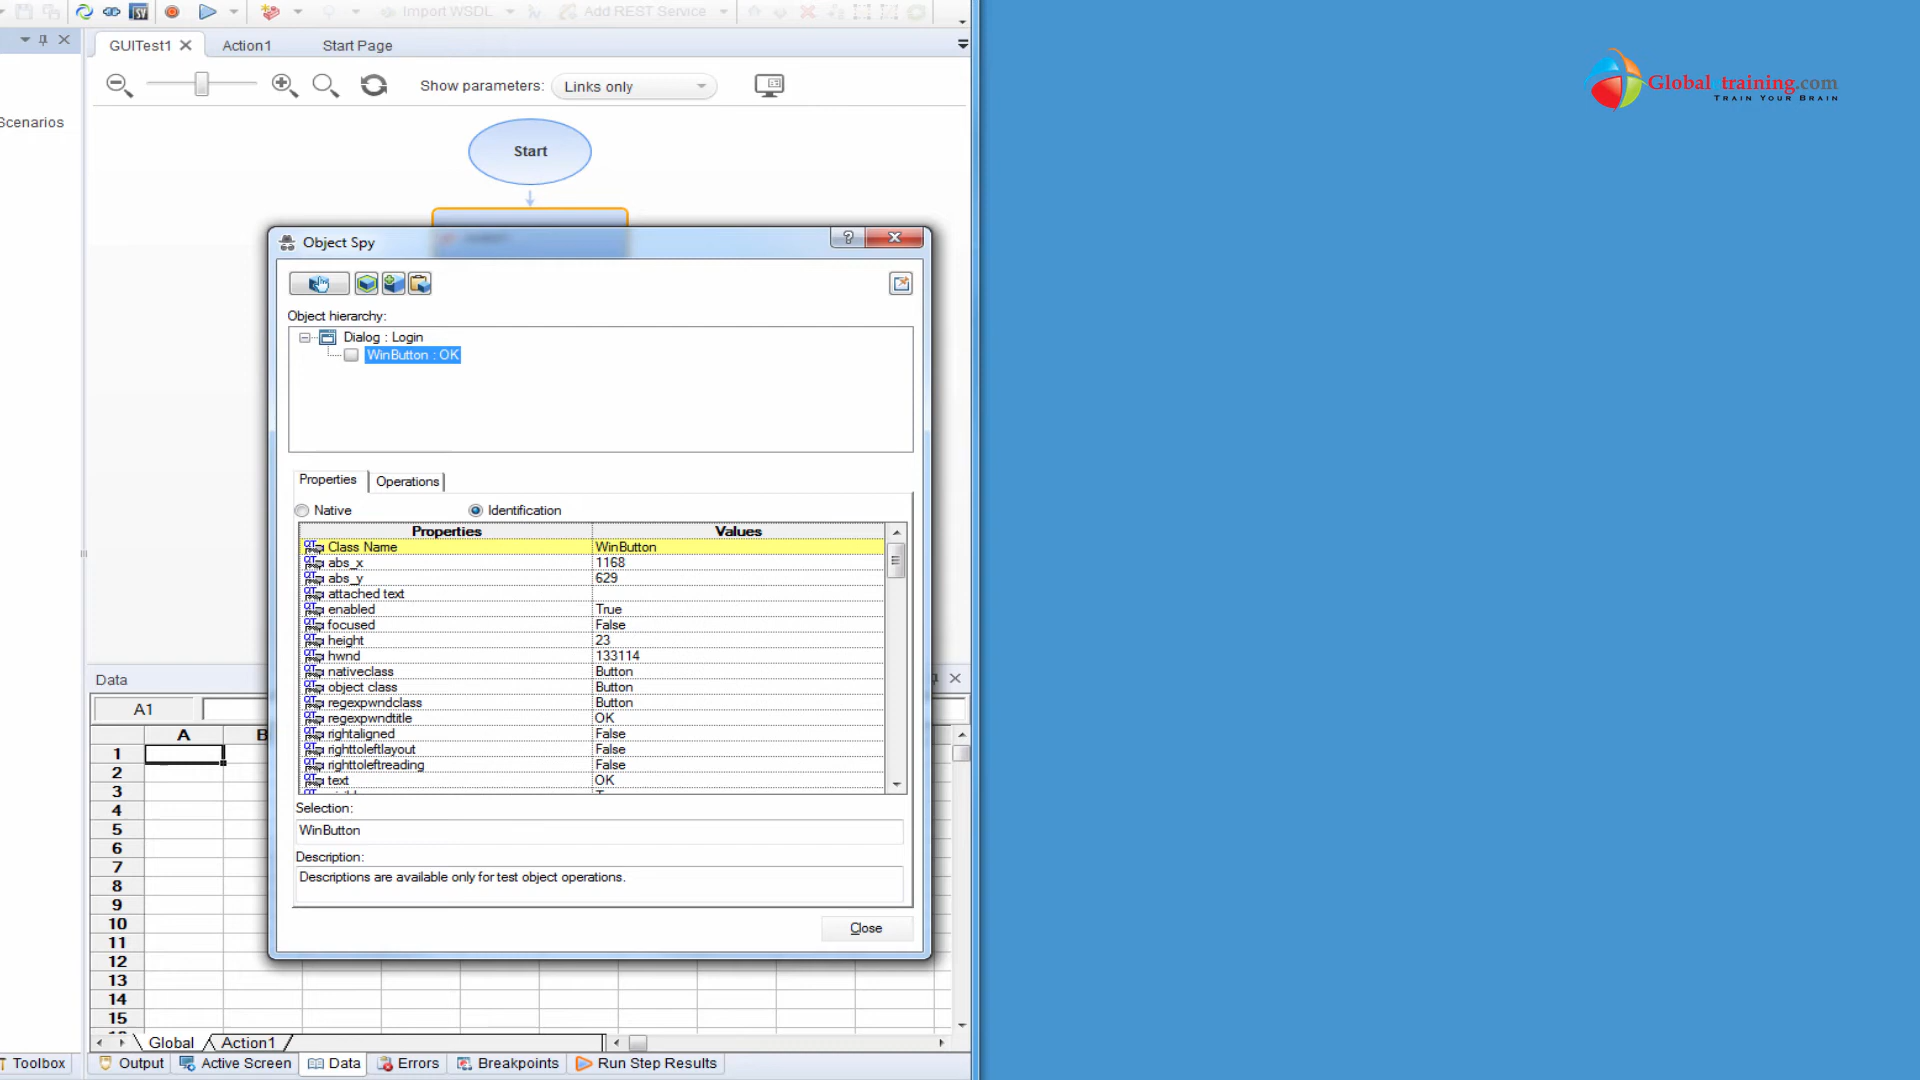 Import WSDL
Add REST Service
GUITest1
Action1
Start Page
Show parameters:
Links only
Global training.com
TRAIN YOUR BRAIN
Scenarios
Start
Object Spy
?
Object hierarchy:
Dialog : Login
WinButton : OK
Properties
Operations
Native
Identification
Properties Values
Class Name WinButton
abs_x 1168
abs_y 629
attached text
enabled True
focused False
height 23
hwnd 133114
nativeclass Button
object class Button
regexpwndclass Button
regexpwndtitle OK
rightaligned False
righttoleftlayout False
righttoleftreading False
text OK
Selection:
WinButton
Description:
Descriptions are available only for test object operations.
Close
Data
A1
A B
1
2
3
4
5
6
7
8
9
10
11
12
13
14
15
Global Action1
Toolbox
Output
Active Screen
Data
Errors
Breakpoints
Run Step Results